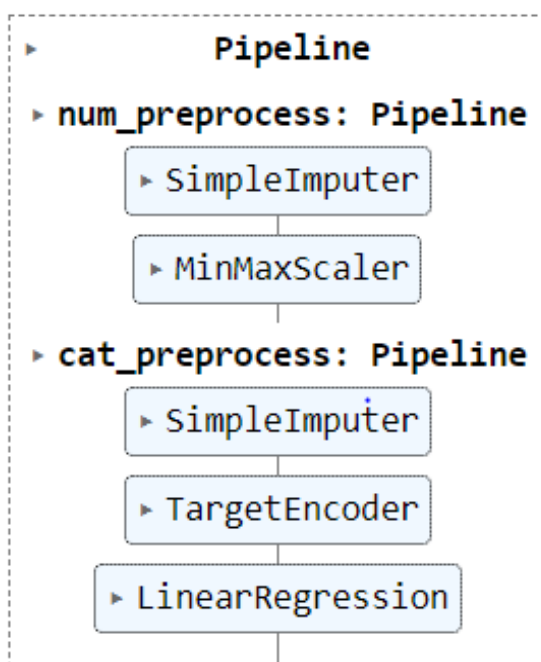 Pipeline
num_preprocess: Pipeline
SimpleImputer
MinMaxScaler
cat_preprocess: Pipeline
SimpleImputer
TargetEncoder
LinearRegression